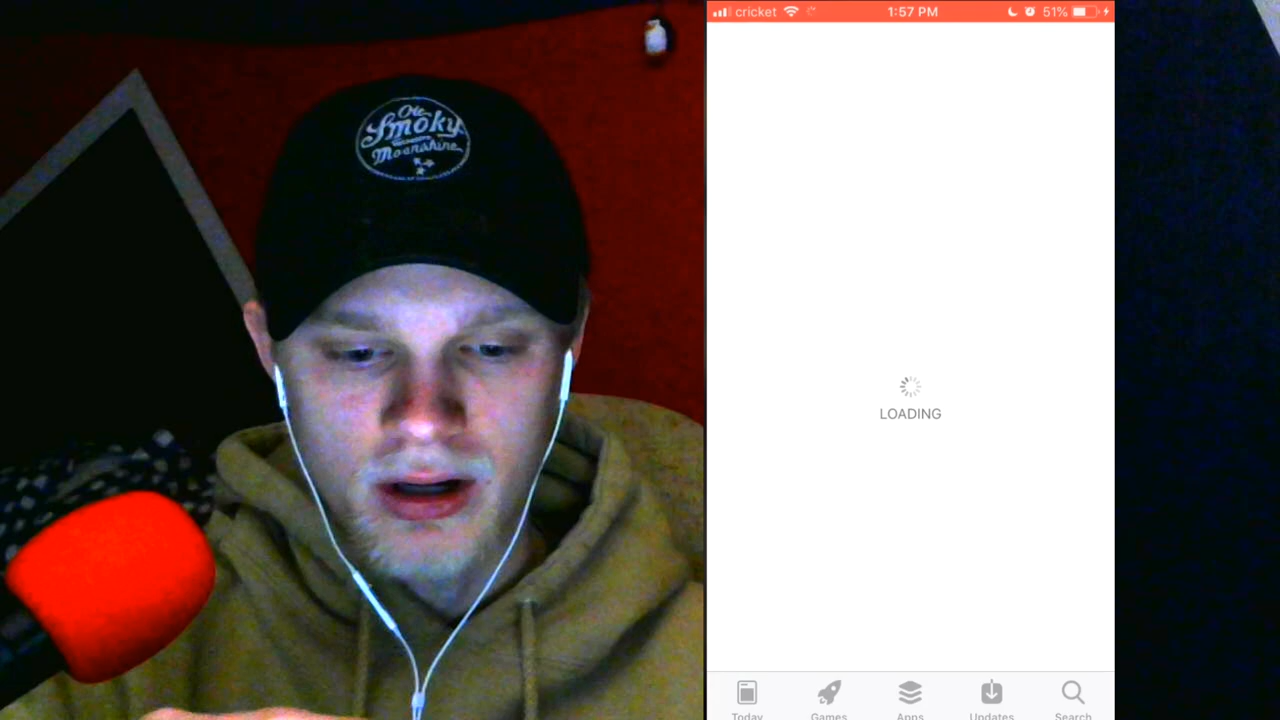 Ole
Smoky
Moonshine
cricket
1:57 PM
51%
LOADING
Today
Games
Apps
Updates
Search